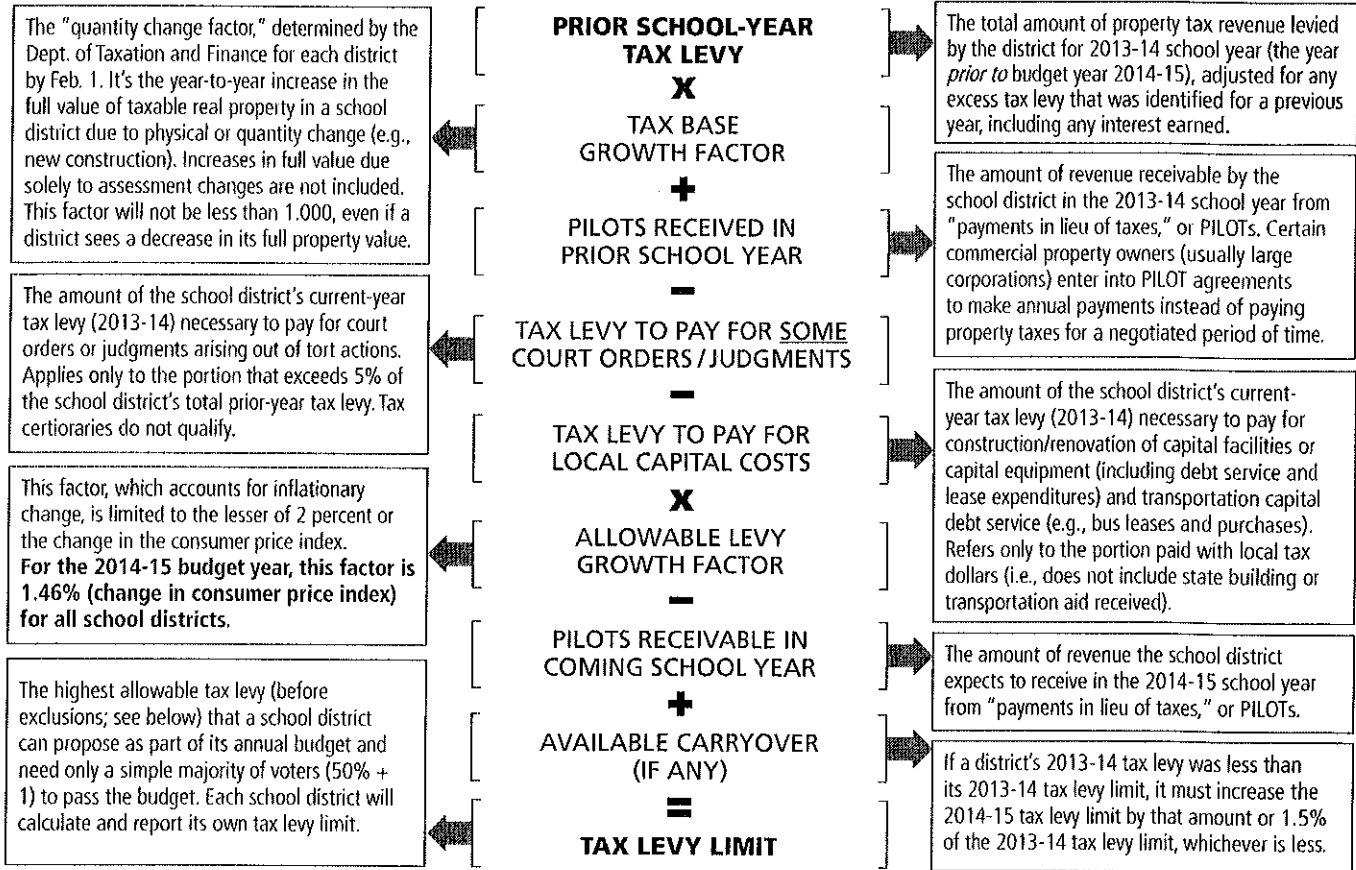 The "quantity change factor," determined by the
Dept. of Taxation and Finance for each district
by Feb. 1. It's the year-to-year increase in the
full value of taxable real property in a school
district due to physical or quantity change (e.g.,
new construction). Increases in full value due
solely to assessment changes are not included.
This factor will not be less than 1.000, even if a
district sees a decrease in its full property value.
The amount of the school district's current-year
tax levy (2013-14) necessary to pay for court
orders or judgments arising out of tort actions.
Applies only to the portion that exceeds 5% of
the school district's total prior-year tax levy. Tax
certioraries do not qualify.
This factor, which accounts for inflationary
change, is limited to the lesser of 2 percent or
the change in the consumer price index.
For the 2014-15 budget year, this factor is
1.46% (change in consumer price index)
for all school districts.
The highest allowable tax levy (before
exclusions; see below) that a school district
can propose as part of its annual budget and
need only a simple majority of voters (50% +
1) to pass the budget. Each school district will
calculate and report its own tax levy limit.
PRIOR SCHOOL-YEAR
TAX LEVY
X
TAX BASE
GROWTH FACTOR
+
PILOTS RECEIVED IN
PRIOR SCHOOL YEAR
–
TAX LEVY TO PAY FOR SOME
COURT ORDERS/JUDGMENTS
–
TAX LEVY TO PAY FOR
LOCAL CAPITAL COSTS
X
ALLOWABLE LEVY
GROWTH FACTOR
–
PILOTS RECEIVABLE IN
COMING SCHOOL YEAR
+
AVAILABLE CARRYOVER
(IF ANY)
=
TAX LEVY LIMIT
The total amount of property tax revenue levied
by the district for 2013-14 school year (the year
prior to budget year 2014-15), adjusted for any
excess tax levy that was identified for a previous
year, including any interest earned.
The amount of revenue receivable by the
school district in the 2013-14 school year from
"payments in lieu of taxes," or PILOTs. Certain
commercial property owners (usually large
corporations) enter into PILOT agreements
to make annual payments instead of paying
property taxes for a negotiated period of time.
The amount of the school district's current-
year tax levy (2013-14) necessary to pay for
construction/renovation of capital facilities or
capital equipment (including debt service and
lease expenditures) and transportation capital
debt service (e.g., bus leases and purchases).
Refers only to the portion paid with local tax
dollars (i.e., does not include state building or
transportation aid received).
The amount of revenue the school district
expects to receive in the 2014-15 school year
from "payments in lieu of taxes," or PILOTs.
If a district's 2013-14 tax levy was less than
its 2013-14 tax levy limit, it must increase the
2014-15 tax levy limit by that amount or 1.5%
of the 2013-14 tax levy limit, whichever is less.